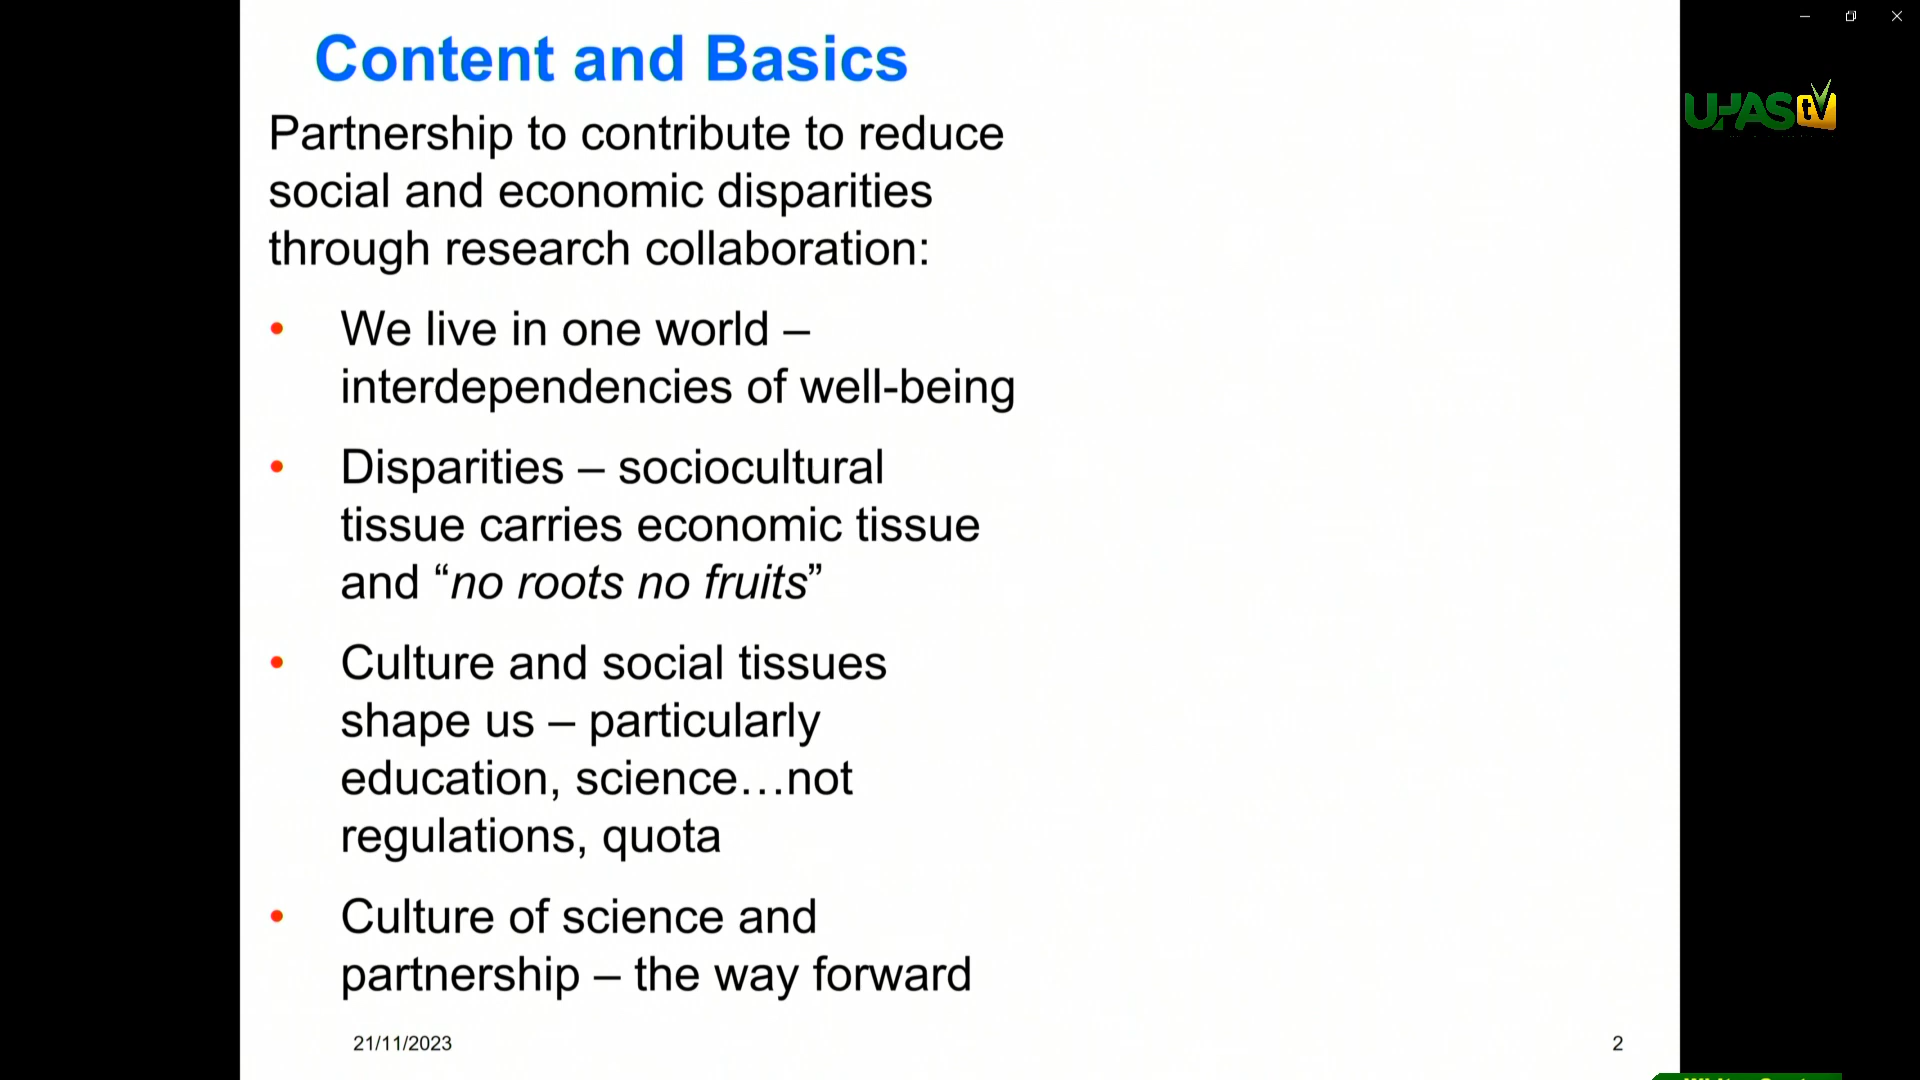 Content and Basics
UHAS tV
Partnership to contribute to reduce
social and economic disparities
through research collaboration:
• We live in one world –
interdependencies of well-being
• Disparities – sociocultural
tissue carries economic tissue
and “no roots no fruits”
• Culture and social tissues
shape us – particularly
education, science…not
regulations, quota
• Culture of science and
partnership – the way forward
21/11/2023
2